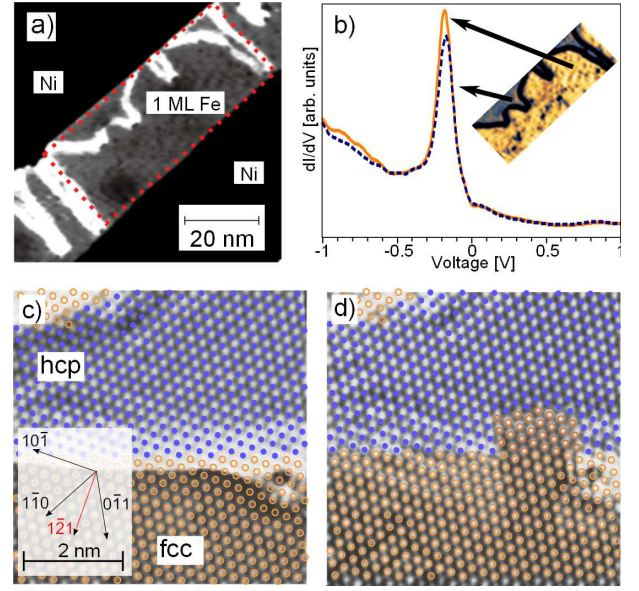 a)
Ni
1 ML Fe
Ni
20 nm
b)
dI/dV [arb. units]
-1
-0.5
0
0.5
1
Voltage [V]
c)
hcp
101̄
11̄0
12̄1
01̄1
2 nm
fcc
d)